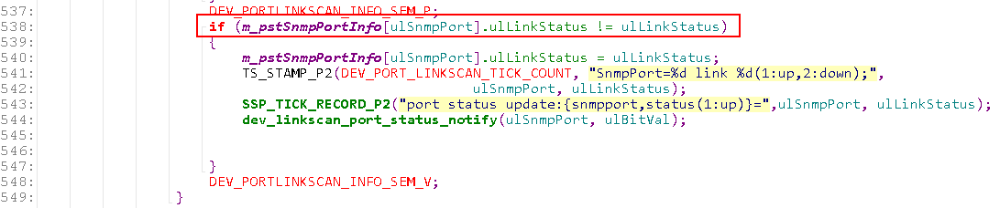 537: DEV_PORTLINKSCAN_INFO_SEM_P;
538: if (m_pstSnmpPortInfo[ulSnmpPort].ulLinkStatus != ulLinkStatus)
539: {
540: m_pstSnmpPortInfo[ulSnmpPort].ulLinkStatus = ulLinkStatus;
541: TS_STAMP_P2(DEV_PORT_LINKSCAN_TICK_COUNT, "SnmpPort=%d link %d(1:up,2:down);",
542: ulSnmpPort, ulLinkStatus);
543: SSP_TICK_RECORD_P2("port status update:{snmpport,status(1:up)}=",ulSnmpPort, ulLinkStatus);
544: dev_linkscan_port_status_notify(ulSnmpPort, ulBitVal);
545:
546:
547: }
548: DEV_PORTLINKSCAN_INFO_SEM_V;
549: }